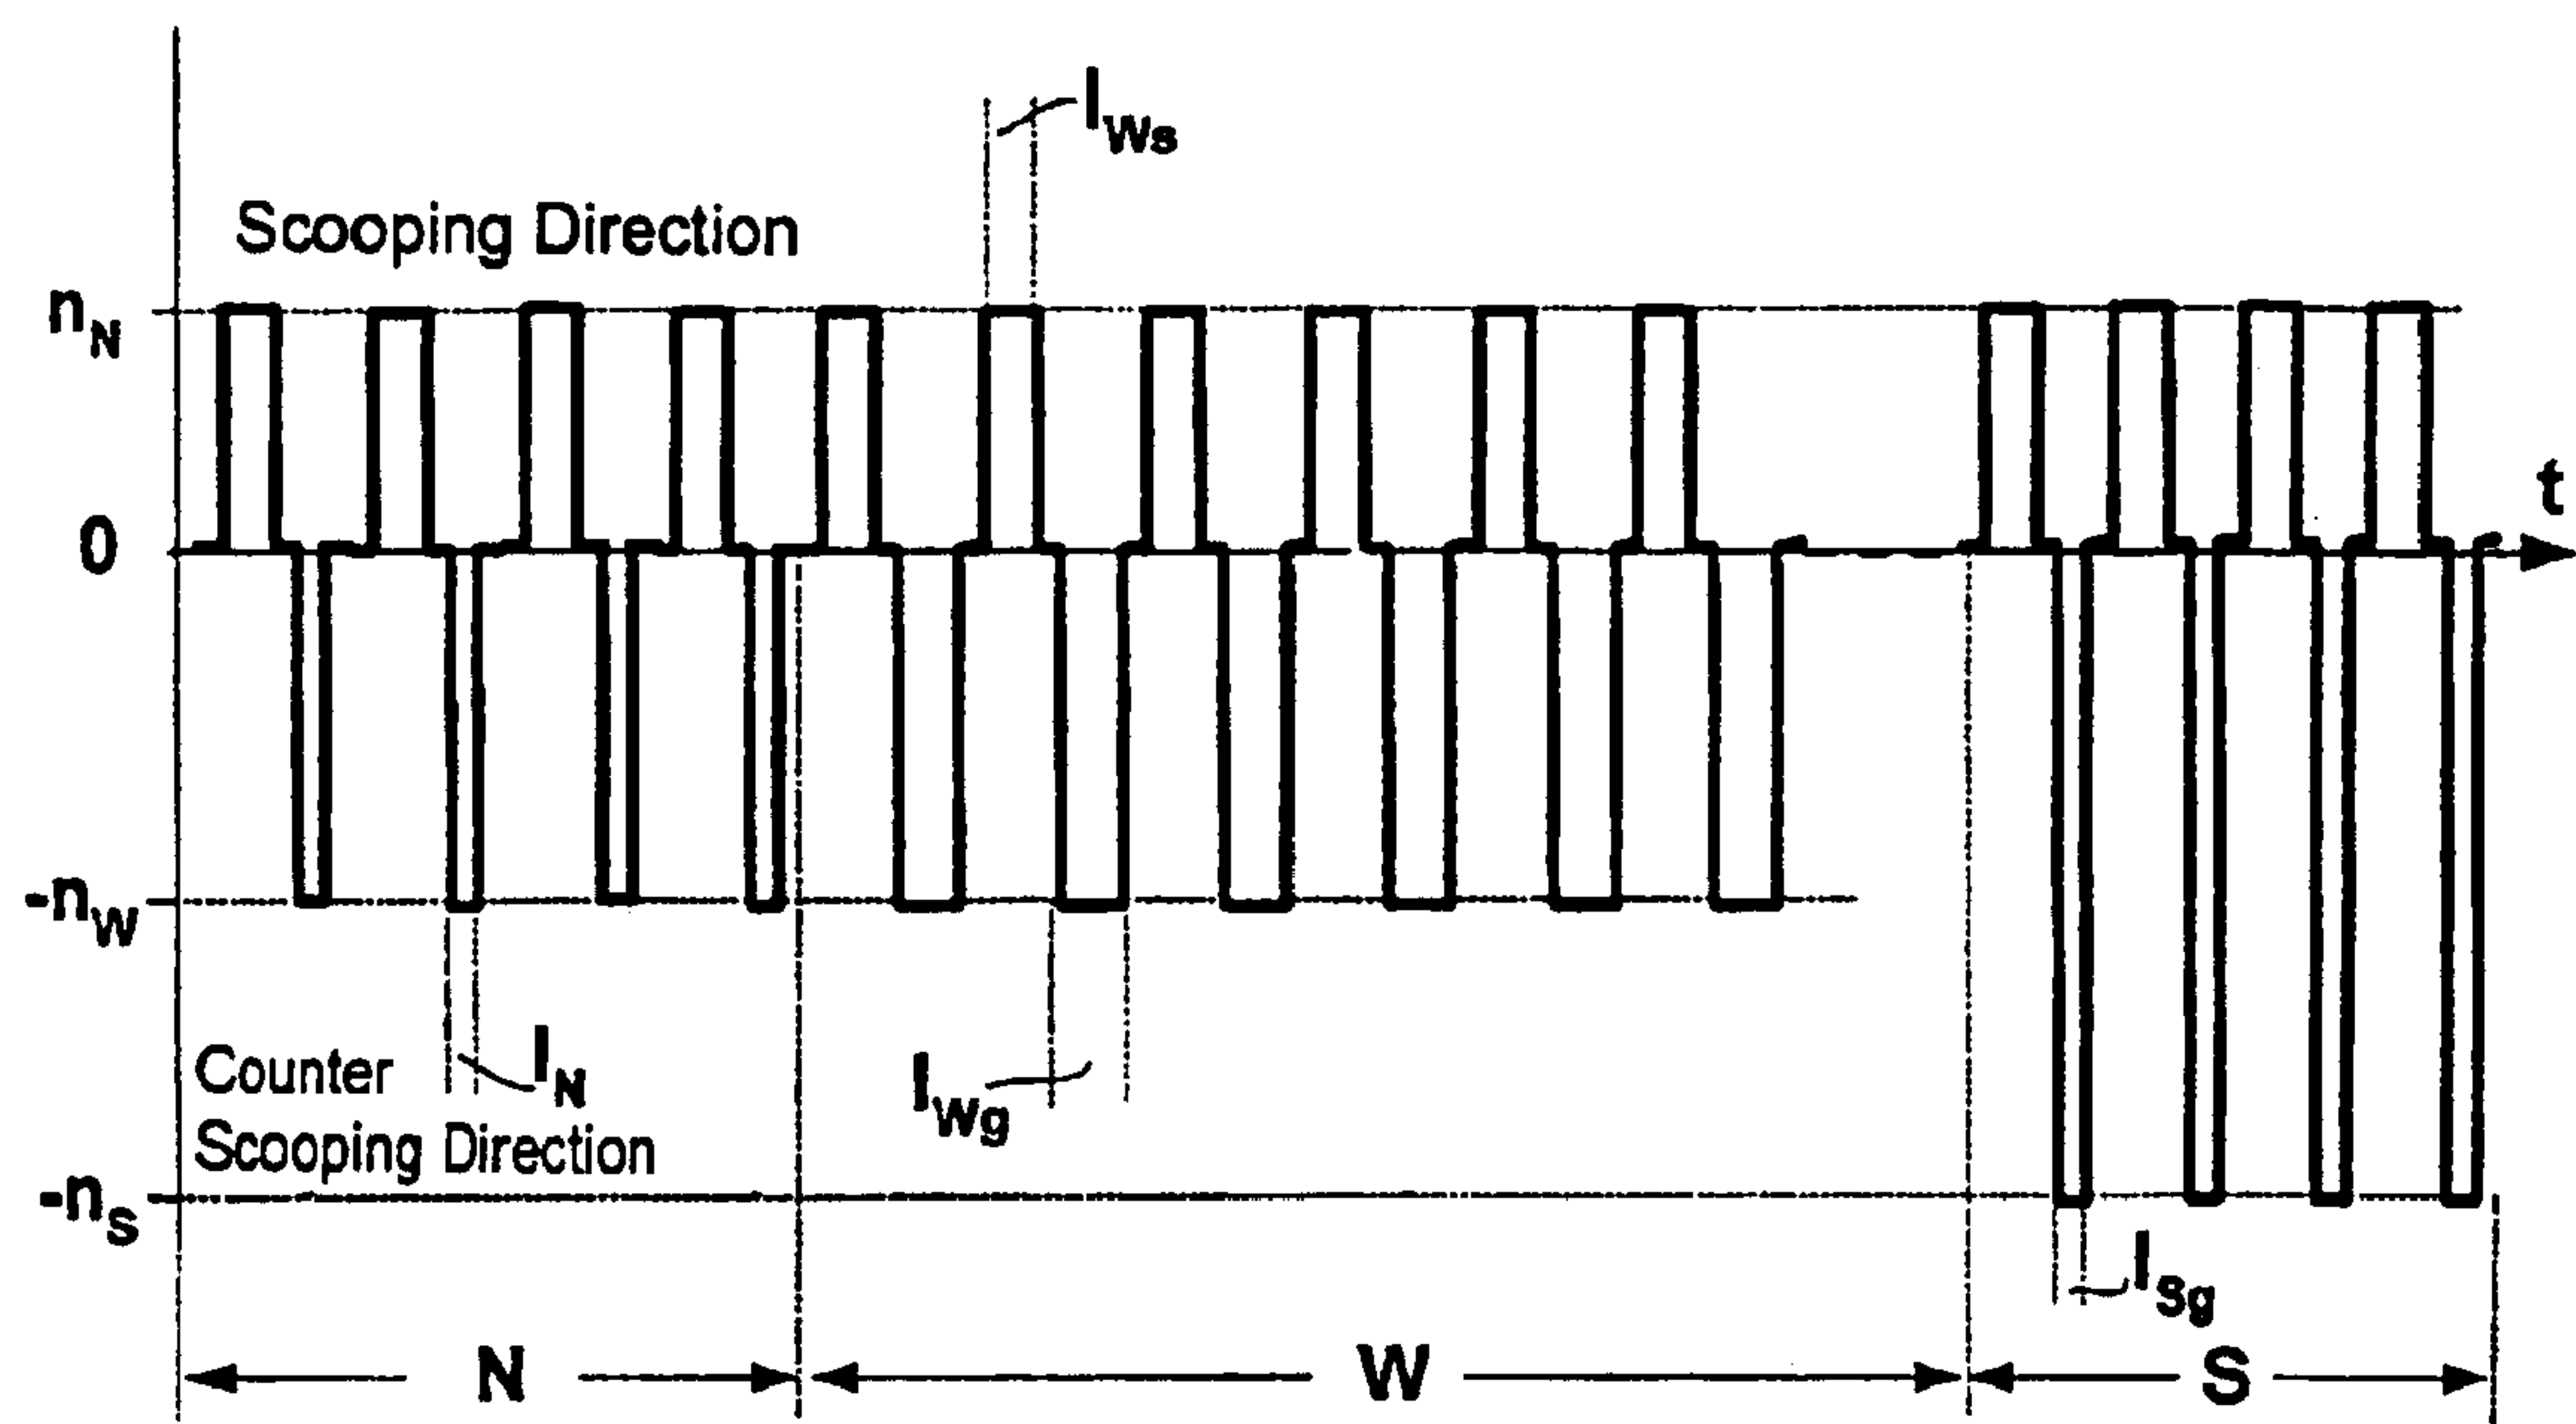 I_Ws
Scooping Direction
n_N
t
0
-n_W
I_N
Counter
Scooping Direction
I_Wg
-n_S
I_Sg
N
W
S